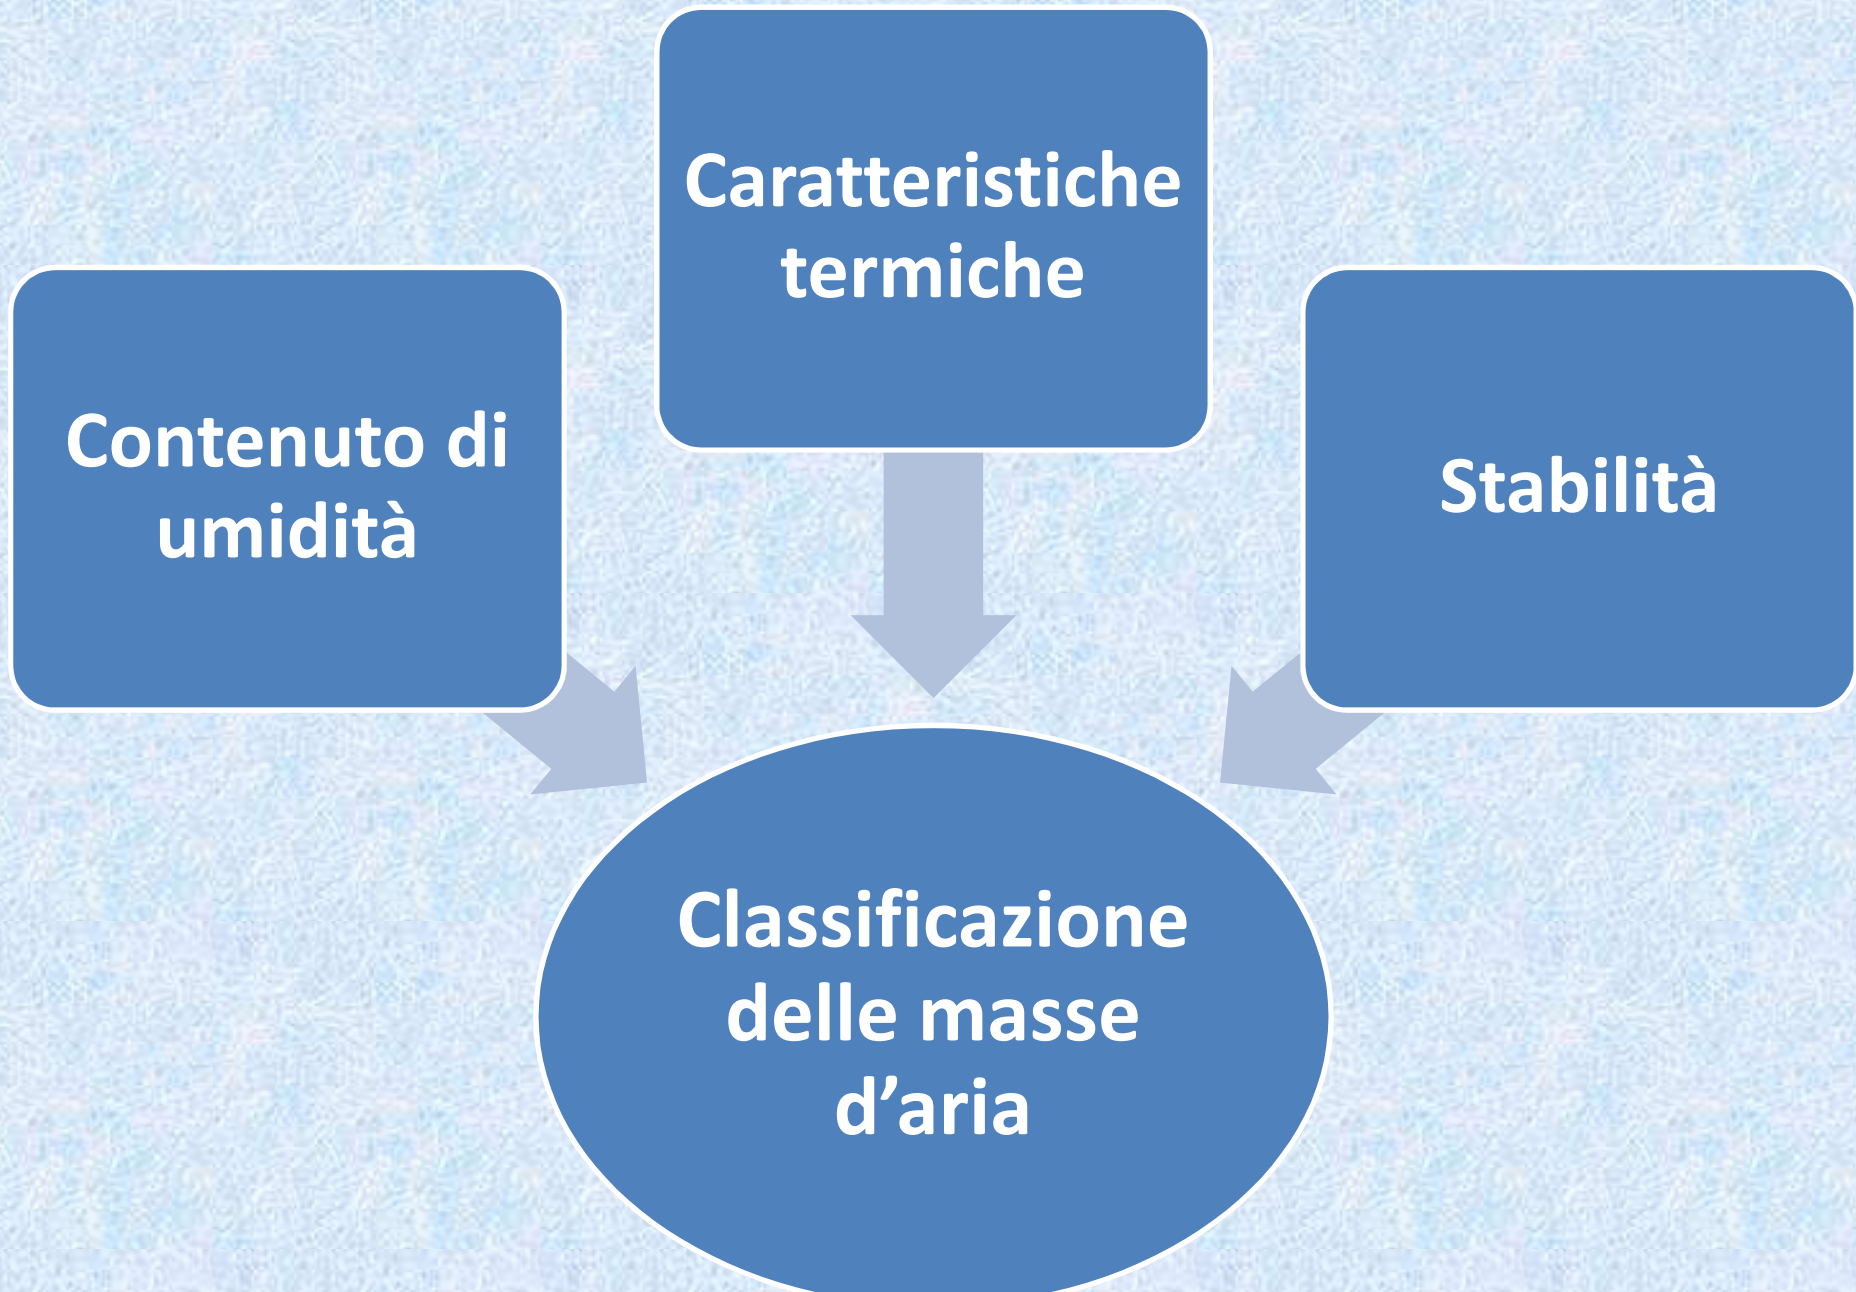 Contenuto di
umidità
Caratteristiche
termiche
Stabilità
Classificazione
delle masse
d’aria